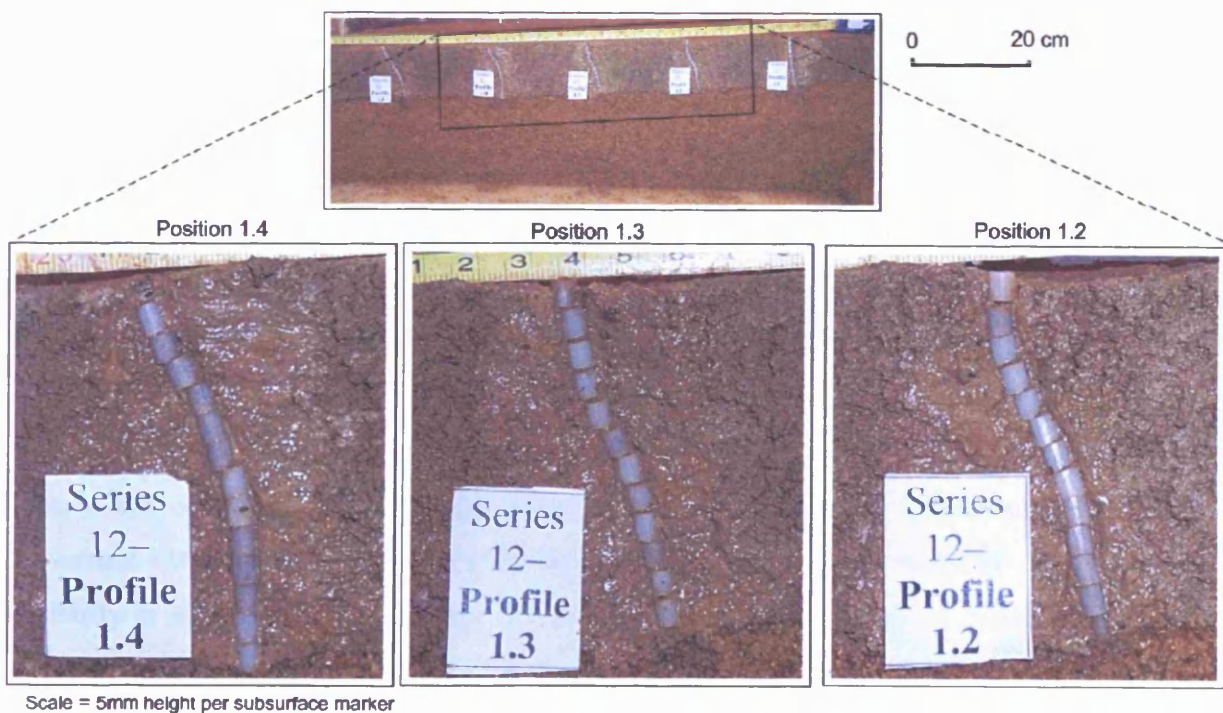 0 20 cm
Position 1.4
Position 1.3
Position 1.2
1 2 3 4 5 6
Series
12–
Profile
1.4
Series
12–
Profile
1.3
Series
12–
Profile
1.2
Scale = 5mm height per subsurface marker